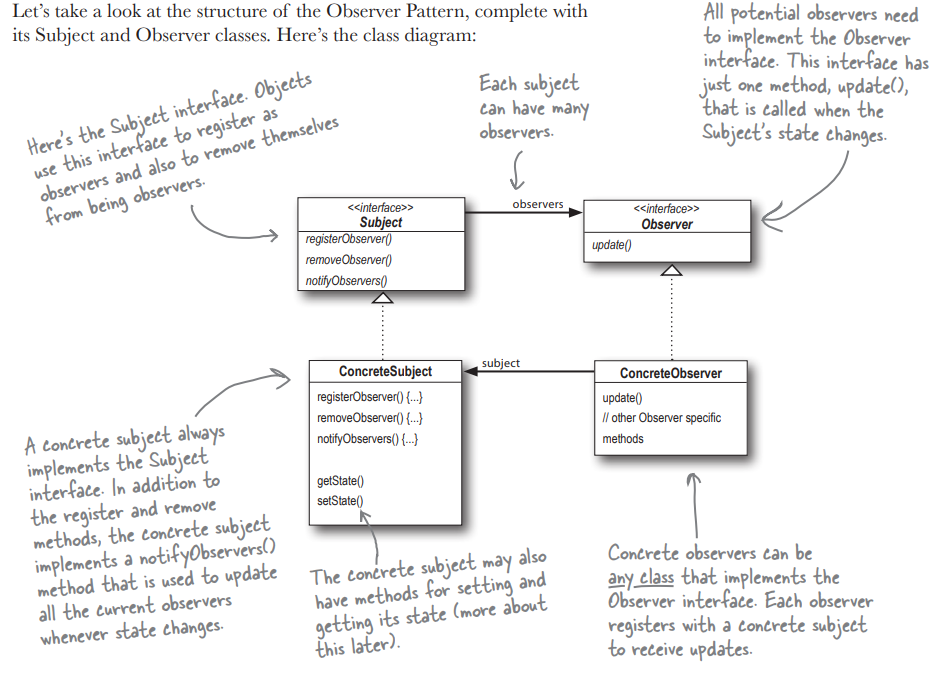 Let's take a look at the structure of the Observer Pattern, complete with
its Subject and Observer classes. Here's the class diagram:
All potential observers need
to implement the Observer
interface. This interface has
just one method, update(),
that is called when the
Subject's state changes.
Each subject
can have many
observers.
Here's the Subject interface. Objects
use this interface to register as
observers and also to remove themselves
from being observers.
<<interface>>
Subject
registerObserver()
removeObserver()
notifyObservers()
observers
<<interface>>
Observer
update()
ConcreteSubject
registerObserver() {...}
removeObserver() {...}
notifyObservers() {...}
getState()
setState()
subject
ConcreteObserver
update()
// other Observer specific
methods
A concrete subject always
implements the Subject
interface. In addition to
the register and remove
methods, the concrete subject
implements a notifyObservers()
method that is used to update
all the current observers
whenever state changes.
The concrete subject may also
have methods for setting and
getting its state (more about
this later).
Concrete observers can be
any class that implements the
Observer interface. Each observer
registers with a concrete subject
to receive updates.